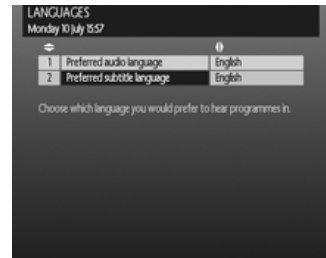 LANGUAGES
Monday 10 July 15:57
1 Preferred audio language English
2 Preferred subtitle language English
Choose which language you would prefer to hear programmes in.